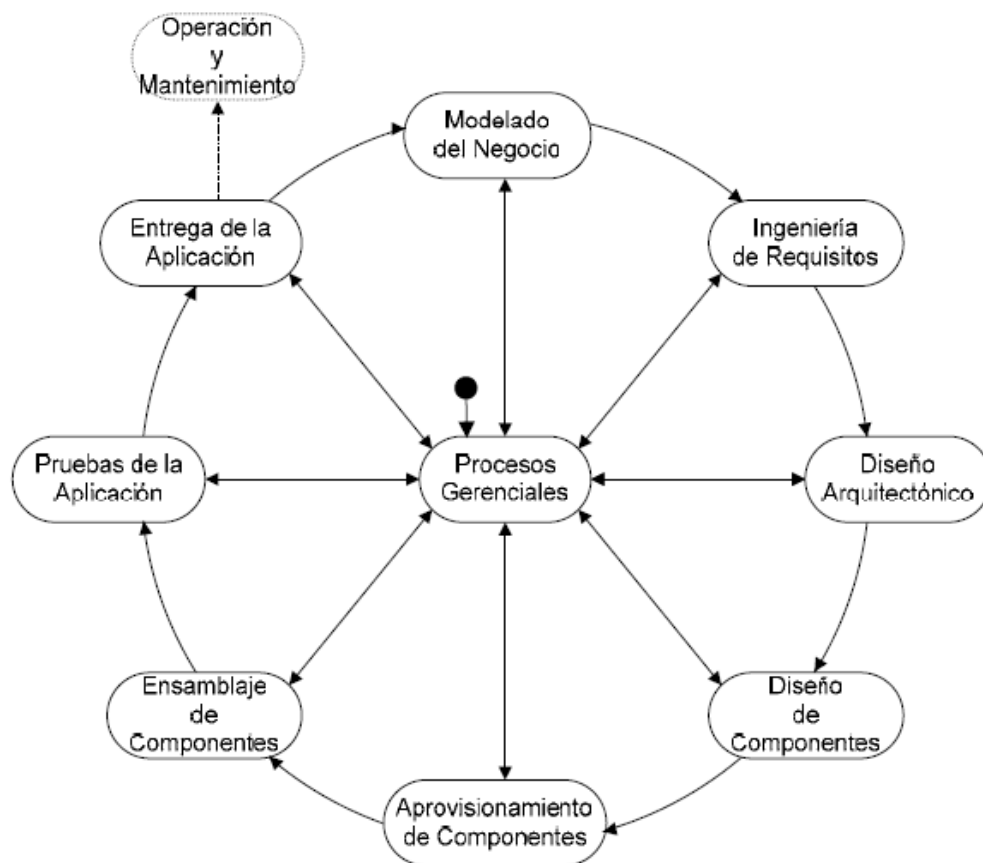 Operación
y
Mantenimiento
Modelado
del Negocio
Entrega de la
Aplicación
Ingeniería
de Requisitos
Pruebas de la
Aplicación
Procesos
Gerenciales
Diseño
Arquitectónico
Ensamblaje
de
Componentes
Diseño
de
Componentes
Aprovisionamiento
de Componentes